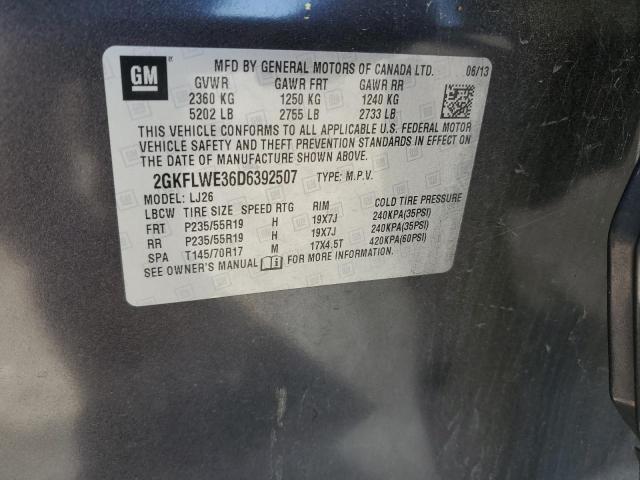 GM
MFD BY GENERAL MOTORS OF CANADA LTD. 06/13
GVWR GAWR FRT GAWR RR
2360 KG 1250 KG 1240 KG
5202 LB 2755 LB 2733 LB
THIS VEHICLE CONFORMS TO ALL APPLICABLE U.S. FEDERAL MOTOR
VEHICLE SAFETY AND THEFT PREVENTION STANDARDS IN EFFECT ON
THE DATE OF MANUFACTURE SHOWN ABOVE.
2GKFLWE36D6392507 TYPE: M.P.V.
MODEL: LJ26
LBCW TIRE SIZE SPEED RTG RIM COLD TIRE PRESSURE
FRT P235/55R19 H 19X7J 240KPA(35PSI)
RR P235/55R19 H 19X7J 240KPA(35PSI)
SPA T145/70R17 M 17X4.5T 420KPA(60PSI)
SEE OWNER'S MANUAL FOR MORE INFORMATION.